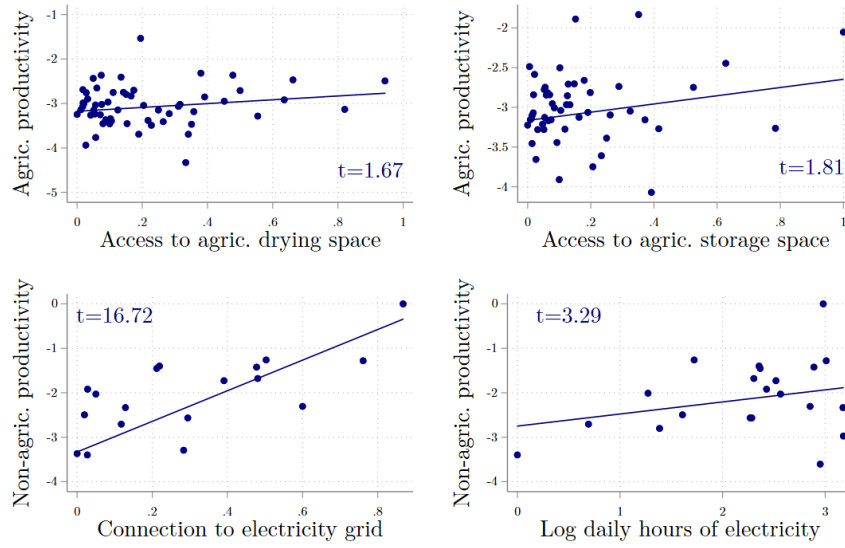 Agric. productivity
-1
-2
-3
-4
-5
t=1.67
0 .2 .4 .6 .8 1
Access to agric. drying space
Agric. productivity
-2
-2.5
-3
-3.5
-4
t=1.81
0 .2 .4 .6 .8 1
Access to agric. storage space
Non-agric. productivity
0
-1
-2
-3
-4
t=16.72
0 .2 .4 .6 .8
Connection to electricity grid
Non-agric. productivity
0
-1
-2
-3
-4
t=3.29
0 1 2 3
Log daily hours of electricity